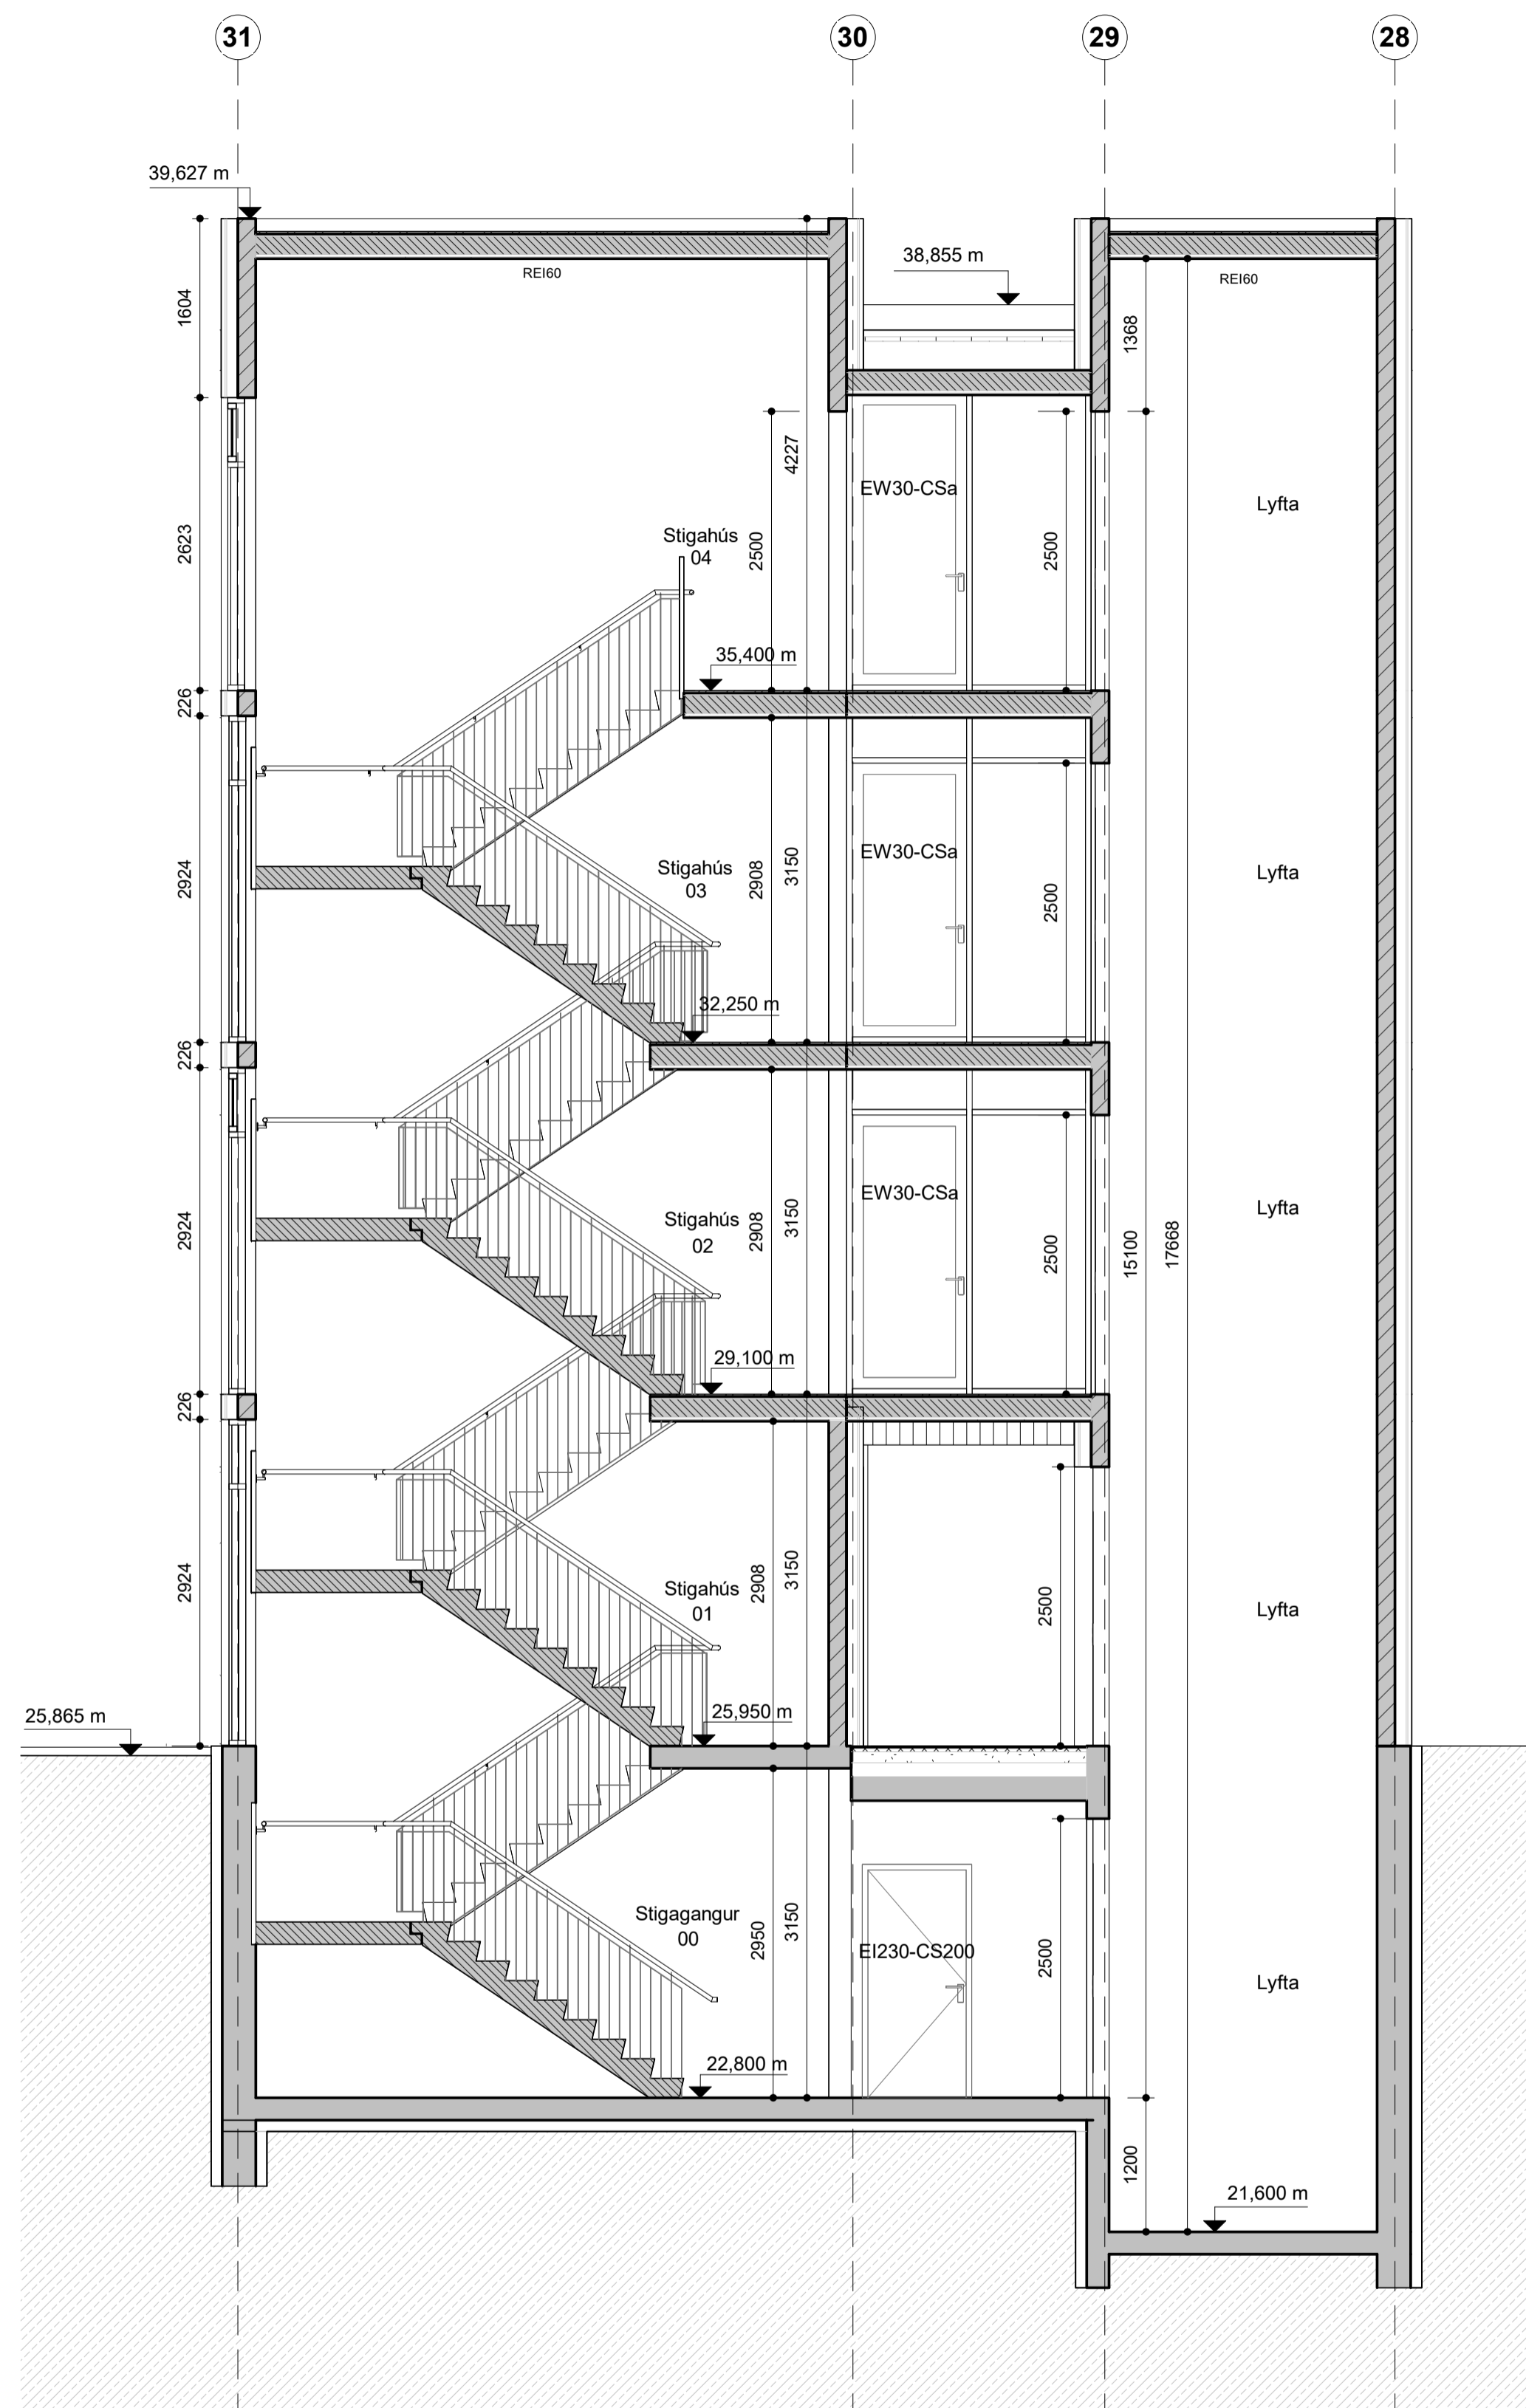 31
30
29
28
39,627 m
38,855 m
REI60
REI60
1604
1368
4227
EW30-CSa
Lyfta
2623
Stigahús
04
2500
2500
35,400 m
226
EW30-CSa
2924
Stigahús
03
2908
3150
2500
Lyfta
32,250 m
226
EW30-CSa
Lyfta
2924
Stigahús
02
2908
3150
2500
15100
17668
29,100 m
226
2924
Stigahús
01
2908
3150
2500
Lyfta
25,865 m
25,950 m
Stigagangur
00
2950
3150
EI230-CS200
2500
Lyfta
22,800 m
1200
21,600 m